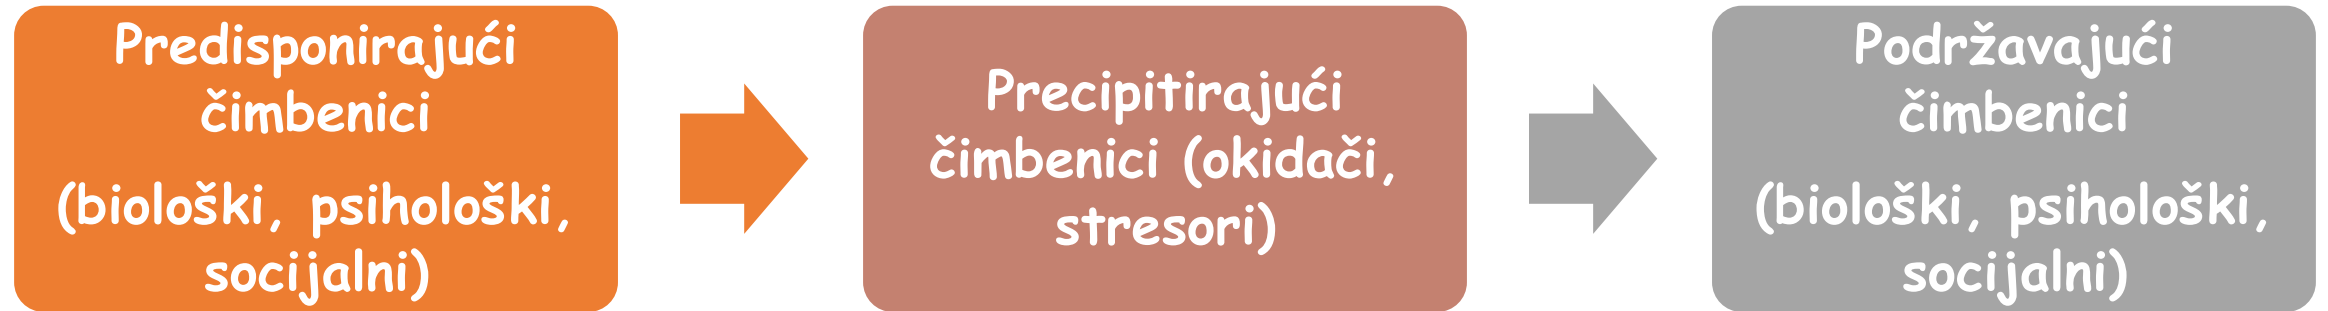 Predisponirajući
čimbenici
(biološki, psihološki,
socijalni)
Precipitirajući
čimbenici (okidači,
stresori)
Podržavajući
čimbenici
(biološki, psihološki,
socijalni)